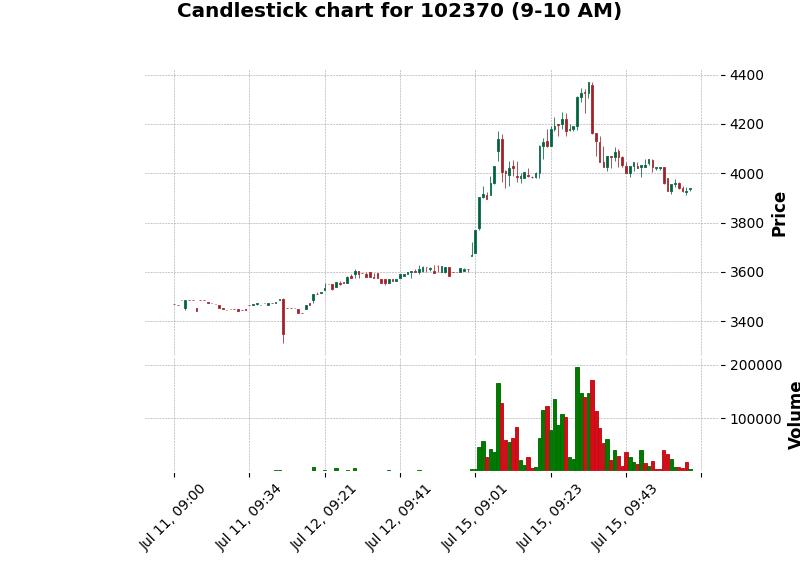 Candlestick chart for 102370 (9-10 AM)
4400
4200
4000
3800
3600
3400
Price
200000
100000
Volume
Jul 11, 09:00
Jul 11, 09:34
Jul 12, 09:21
Jul 12, 09:41
Jul 15, 09:01
Jul 15, 09:23
Jul 15, 09:43